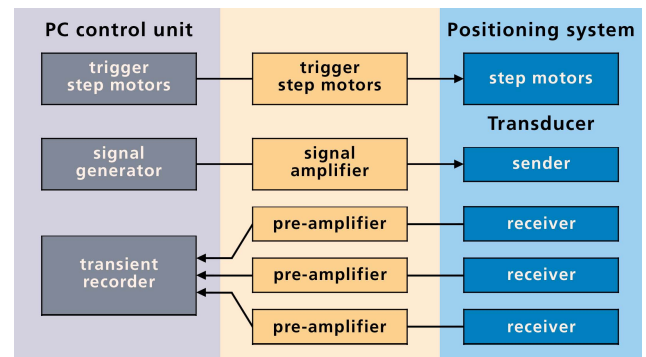 PC control unit
Positioning system
trigger
step motors
trigger
step motors
step motors
Transducer
signal
generator
signal
amplifier
sender
pre-amplifier
receiver
transient
recorder
pre-amplifier
receiver
pre-amplifier
receiver